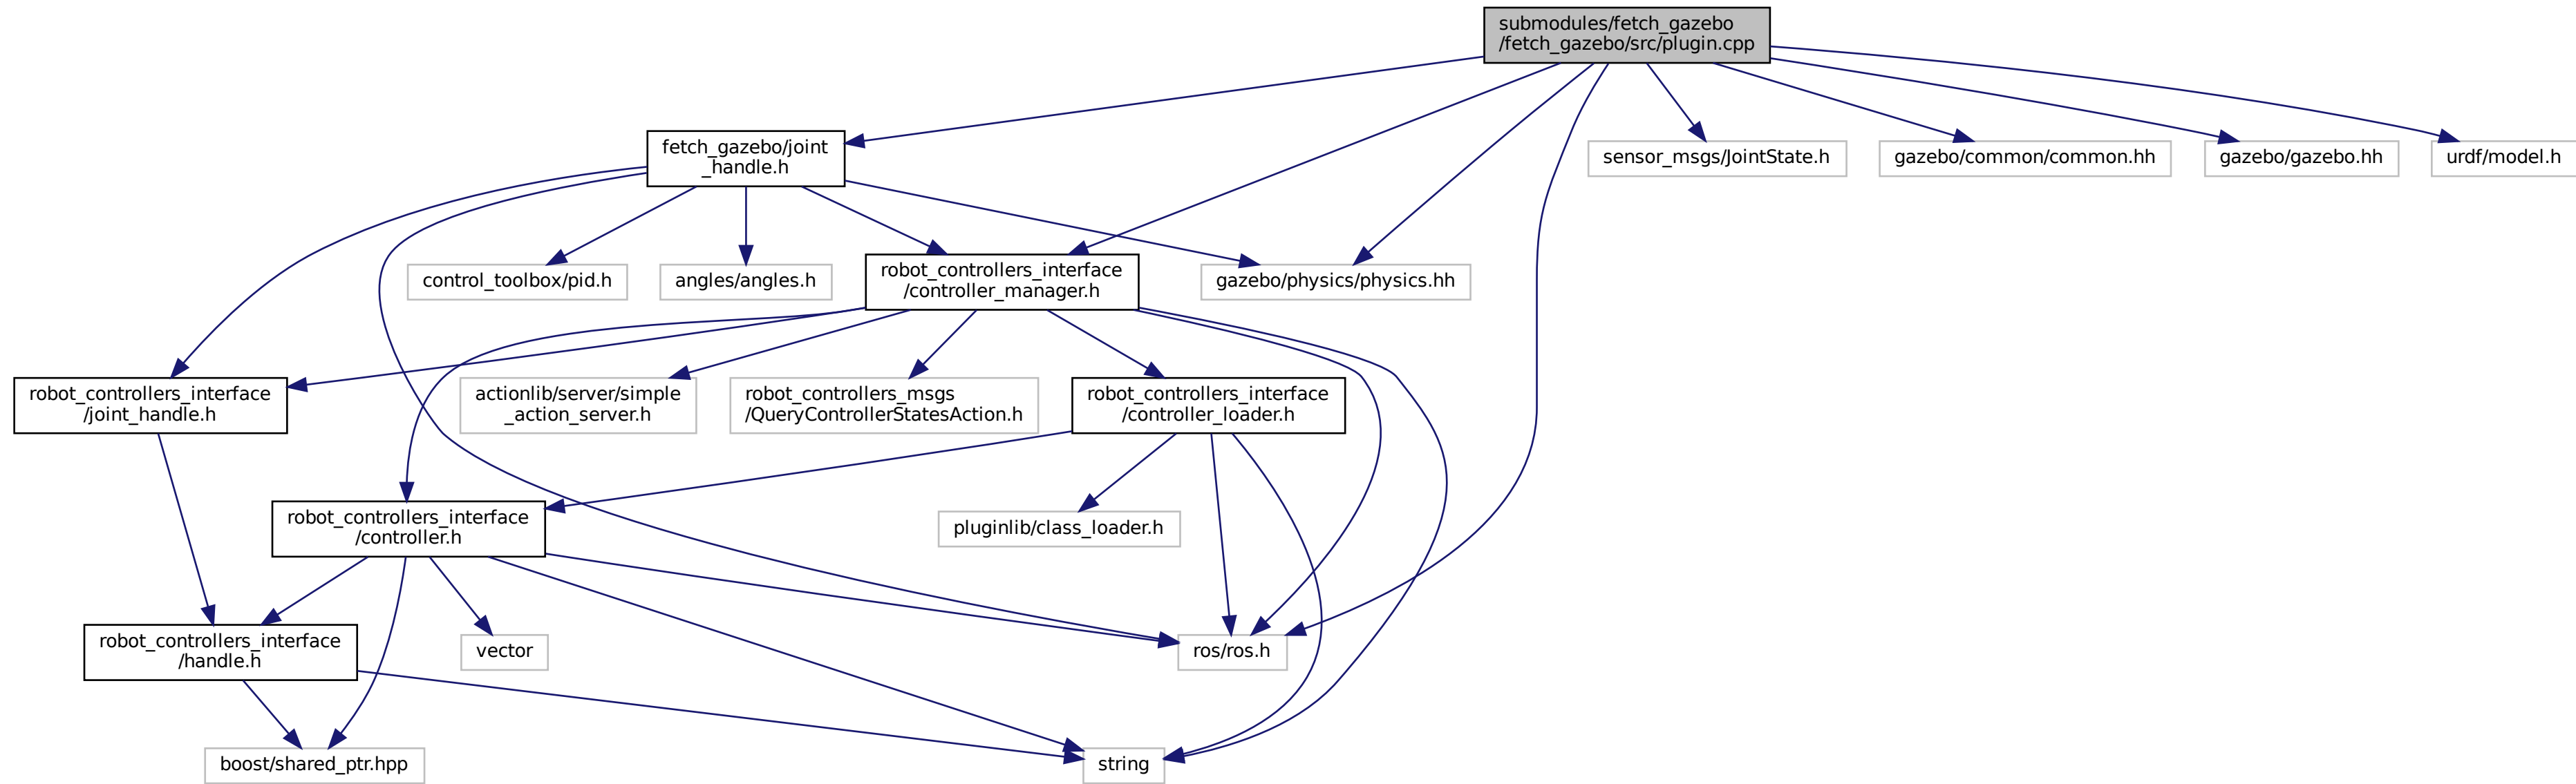 submodules/fetch_gazebo
/fetch_gazebo/src/plugin.cpp
fetch_gazebo/joint
_handle.h
sensor_msgs/JointState.h
gazebo/common/common.hh
gazebo/gazebo.hh
urdf/model.h
control_toolbox/pid.h
angles/angles.h
robot_controllers_interface
/controller_manager.h
gazebo/physics/physics.hh
robot_controllers_interface
/joint_handle.h
actionlib/server/simple
_action_server.h
robot_controllers_msgs
/QueryControllerStatesAction.h
robot_controllers_interface
/controller_loader.h
robot_controllers_interface
/controller.h
pluginlib/class_loader.h
robot_controllers_interface
/handle.h
vector
ros/ros.h
boost/shared_ptr.hpp
string